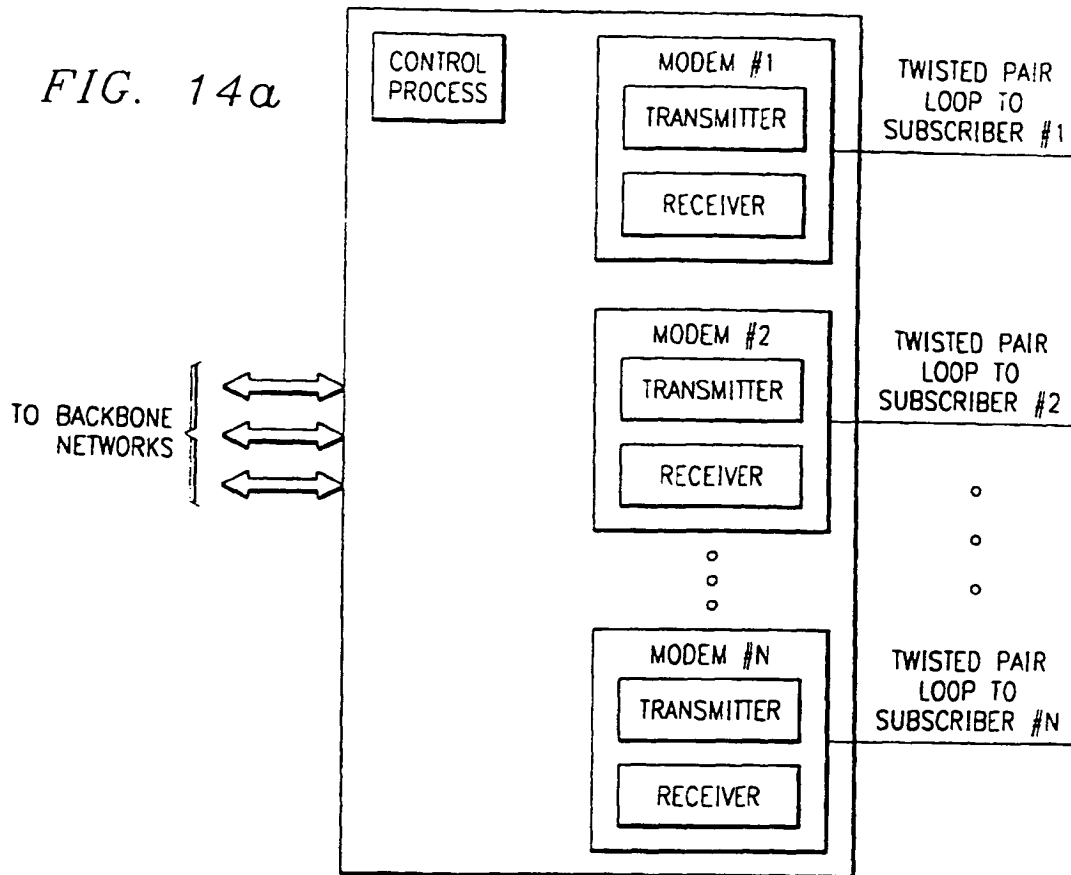 FIG. 14a
CONTROL
PROCESS
MODEM #1
TRANSMITTER
RECEIVER
TWISTED PAIR
LOOP TO
SUBSCRIBER #1
MODEM #2
TRANSMITTER
RECEIVER
TWISTED PAIR
LOOP TO
SUBSCRIBER #2
TO BACKBONE
NETWORKS
MODEM #N
TRANSMITTER
RECEIVER
TWISTED PAIR
LOOP TO
SUBSCRIBER #N